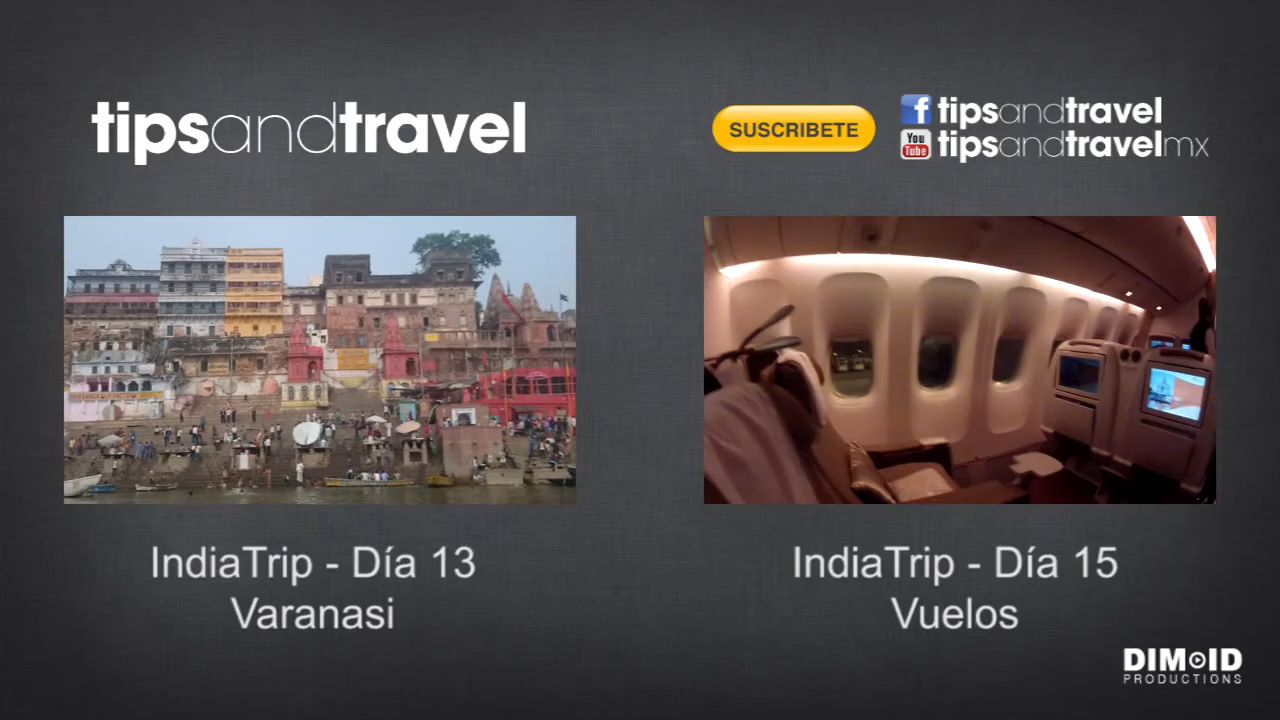 tipsandtravel
SUSCRIBETE
f tipsandtravel
You Tube tipsandtravelmx
IndiaTrip - Día 13
Varanasi
IndiaTrip - Día 15
Vuelos
DIMOID
PRODUCTIONS